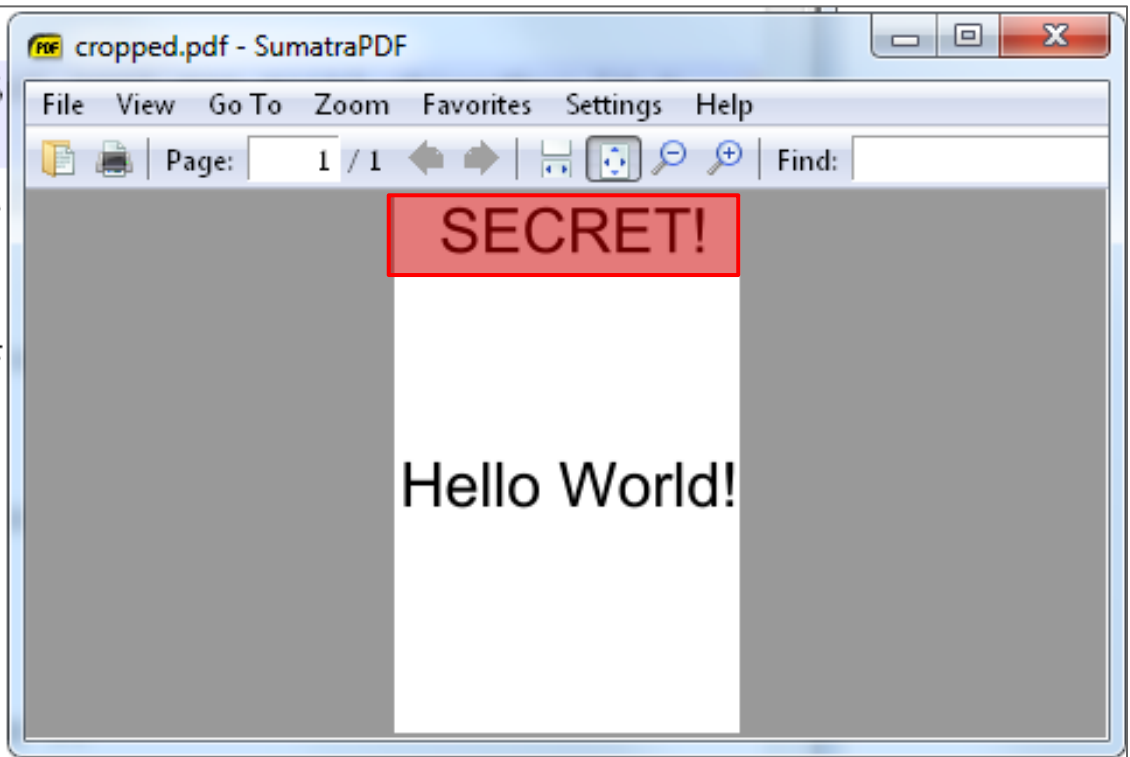 cropped.pdf - SumatraPDF
File View Go To Zoom Favorites Settings Help
Page: 1 / 1 Find:
SECRET!
Hello World!